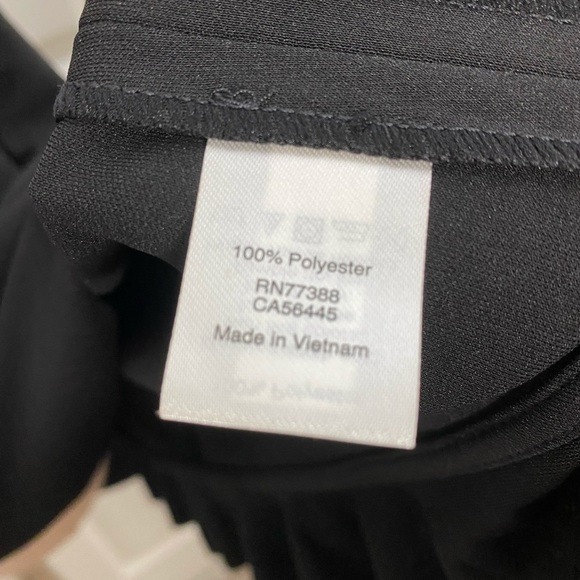 100% Polyester
RN77388
CA56445
Made in Vietnam